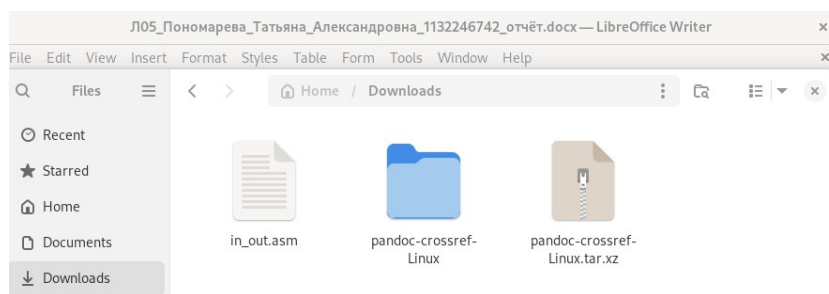 Л05_Пономарева_Татьяна_Александровна_1132246742_отчёт.docx — LibreOffice Writer
File Edit View Insert Format Styles Table Form Tools Window Help
Files Home / Downloads
Recent
Starred
Home
Documents
Downloads
in_out.asm
pandoc-crossref-
Linux
pandoc-crossref-
Linux.tar.xz